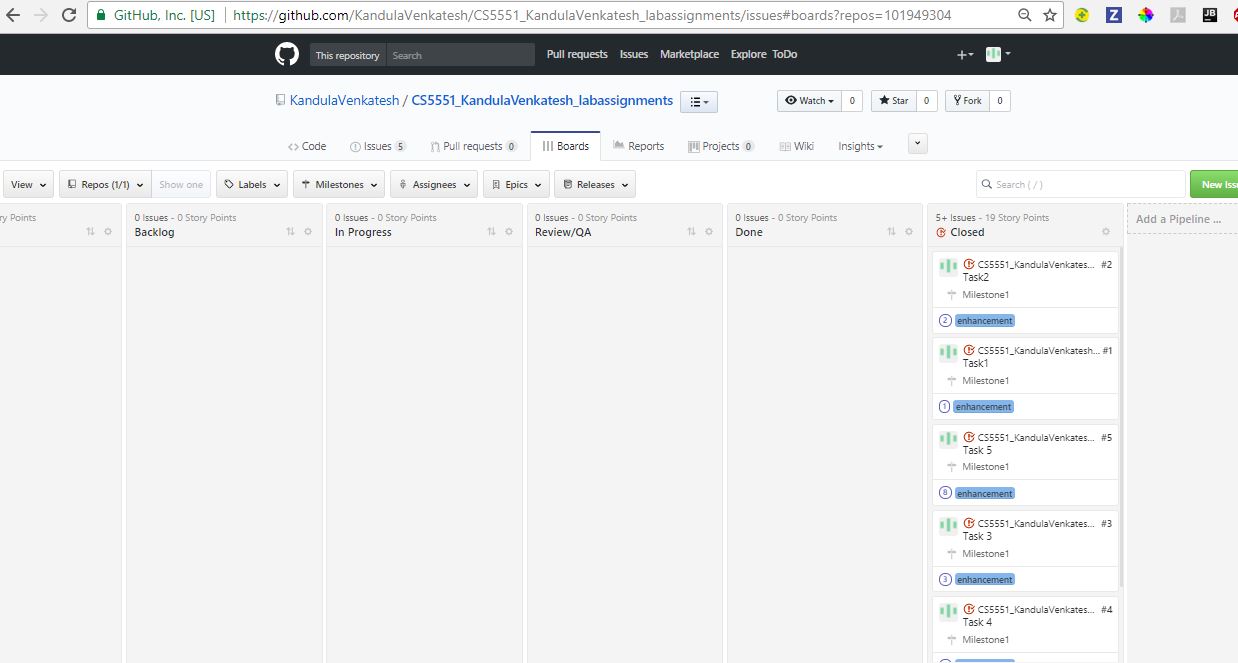 GitHub, Inc. [US] https://github.com/KandulaVenkatesh/CS5551_KandulaVenkatesh_labassignments/issues#boards?repos=101949304
Z
JB
This repository Search Pull requests Issues Marketplace Explore ToDo
KandulaVenkatesh / CS5551_KandulaVenkatesh_labassignments
Watch 0 Star 0 Fork 0
Code Issues 5 Pull requests 0 Boards Reports Projects 0 Wiki Insights
View Repos (1/1) Show one Labels Milestones Assignees Epics Releases Search ( / ) New Iss
ry Points
0 Issues - 0 Story Points
Backlog
0 Issues - 0 Story Points
In Progress
0 Issues - 0 Story Points
Review/QA
0 Issues - 0 Story Points
Done
5+ Issues - 19 Story Points
Closed
Add a Pipeline ...
CS5551_KandulaVenkates... #2
Task2
Milestone1
2 enhancement
CS5551_KandulaVenkatesh... #1
Task1
Milestone1
1 enhancement
CS5551_KandulaVenkates... #5
Task 5
Milestone1
8 enhancement
CS5551_KandulaVenkates... #3
Task 3
Milestone1
3 enhancement
CS5551_KandulaVenkates... #4
Task 4
Milestone1